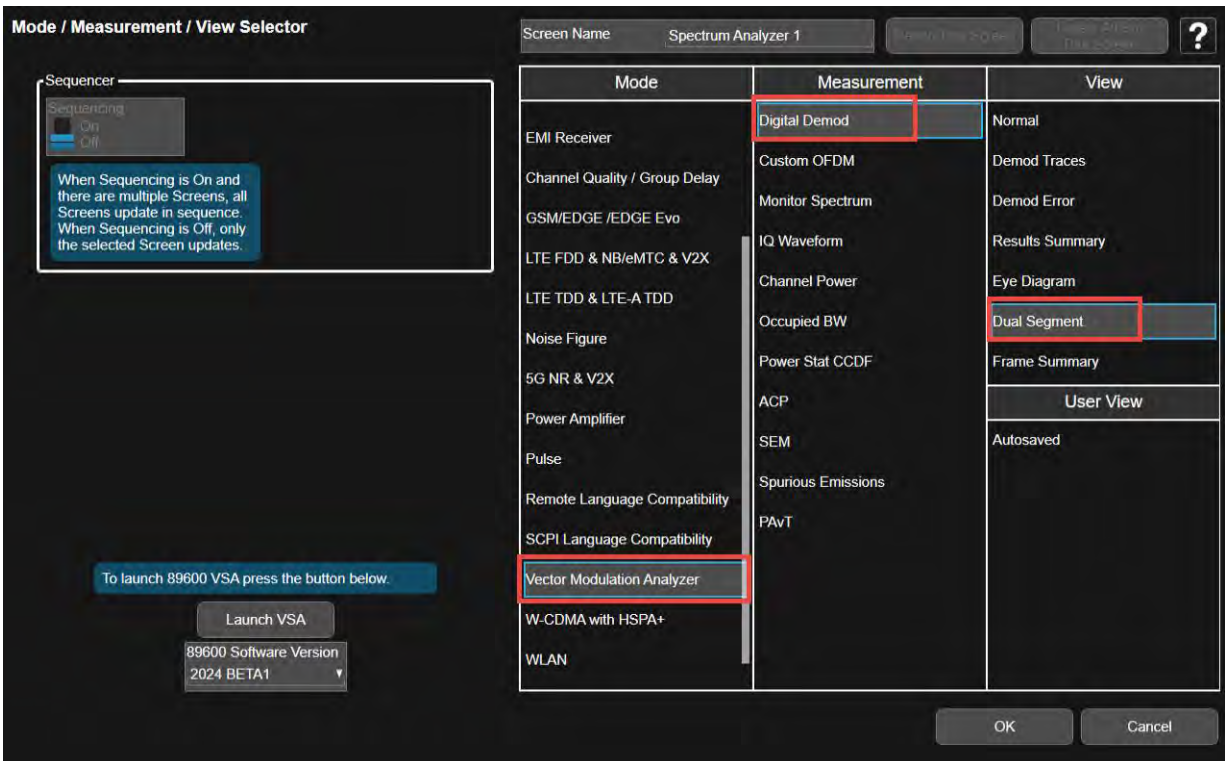 Mode / Measurement / View Selector
Screen Name
Spectrum Analyzer 1
?
Sequencer
Sequencing
On
Off
When Sequencing is On and
there are multiple Screens, all
Screens update in sequence.
When Sequencing is Off, only
the selected Screen updates.
To launch 89600 VSA press the button below.
Launch VSA
89600 Software Version
2024 BETA1
Mode
EMI Receiver
Channel Quality / Group Delay
GSM/EDGE /EDGE Evo
LTE FDD & NB/eMTC & V2X
LTE TDD & LTE-A TDD
Noise Figure
5G NR & V2X
Power Amplifier
Pulse
Remote Language Compatibility
SCPI Language Compatibility
Vector Modulation Analyzer
W-CDMA with HSPA+
WLAN
Measurement
Digital Demod
Custom OFDM
Monitor Spectrum
IQ Waveform
Channel Power
Occupied BW
Power Stat CCDF
ACP
SEM
Spurious Emissions
PAvT
View
Normal
Demod Traces
Demod Error
Results Summary
Eye Diagram
Dual Segment
Frame Summary
User View
Autosaved
OK
Cancel